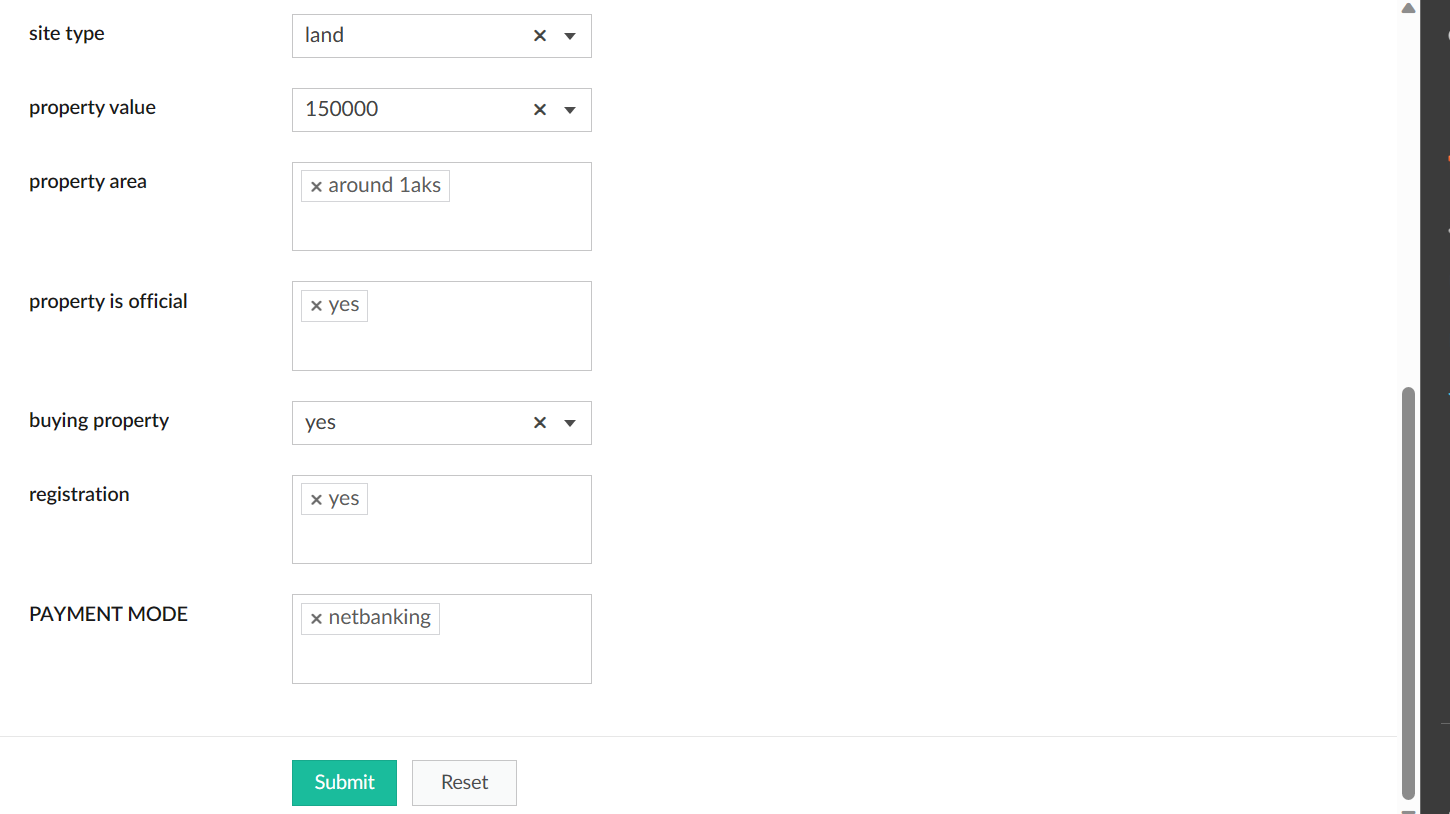 site type
land
property value
150000
property area
× around 1aks
property is official
× yes
buying property
yes
registration
× yes
PAYMENT MODE
× netbanking
Submit Reset